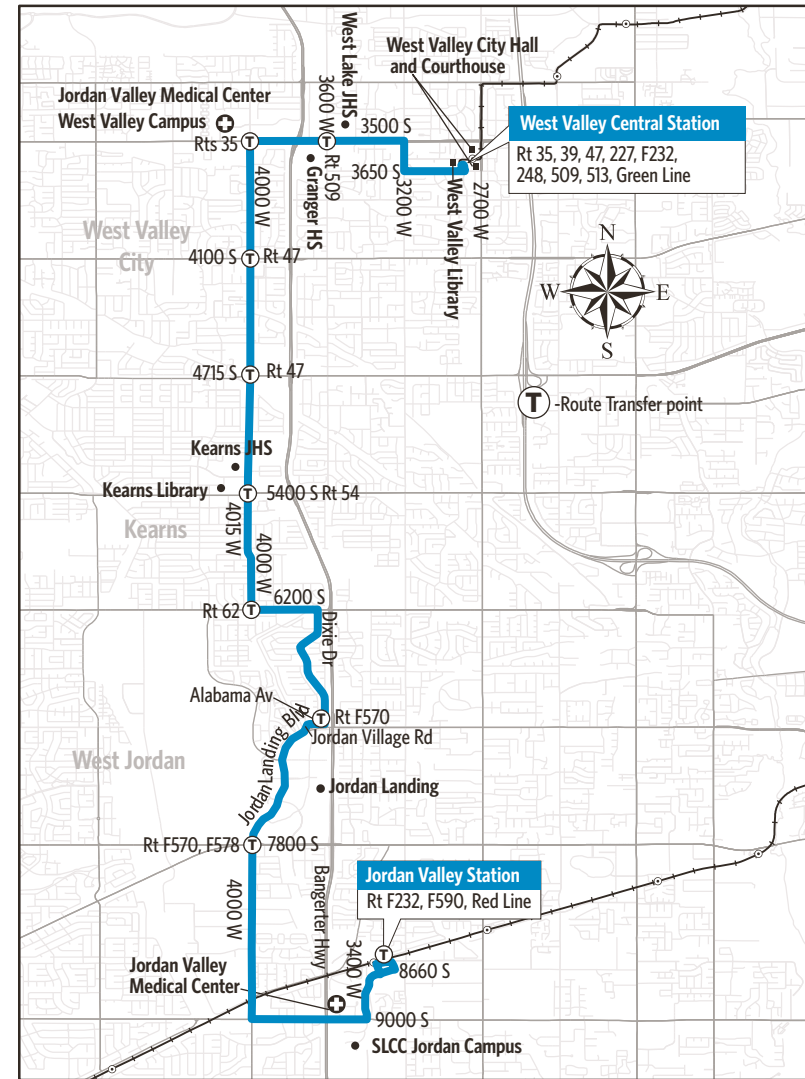 West Lake JHS
West Valley City Hall
and Courthouse
Jordan Valley Medical Center
West Valley Campus
3600 W
3500 S
West Valley Central Station
Rt 35, 39, 47, 227, F232,
248, 509, 513, Green Line
Rts 35
T
T
Rt 509
Granger HS
3650 S
3200 W
West Valley Library
2700 W
4000 W
West Valley
City
4100 S
T
Rt 47
N
W
E
S
4715 S
T
Rt 47
T
-Route Transfer point
Kearns JHS
Kearns Library
T
5400 S Rt 54
4015 W
Kearns
4000 W
6200 S
Rt 62
T
Dixie Dr
Alabama Av
T
Rt F570
Jordan Village Rd
Jordan Landing Blvd
West Jordan
Jordan Landing
Rt F570, F578
T
7800 S
Bangerter Hwy
4000 W
Jordan Valley Station
Rt F232, F590, Red Line
T
3400 W
8660 S
Jordan Valley
Medical Center
9000 S
SLCC Jordan Campus